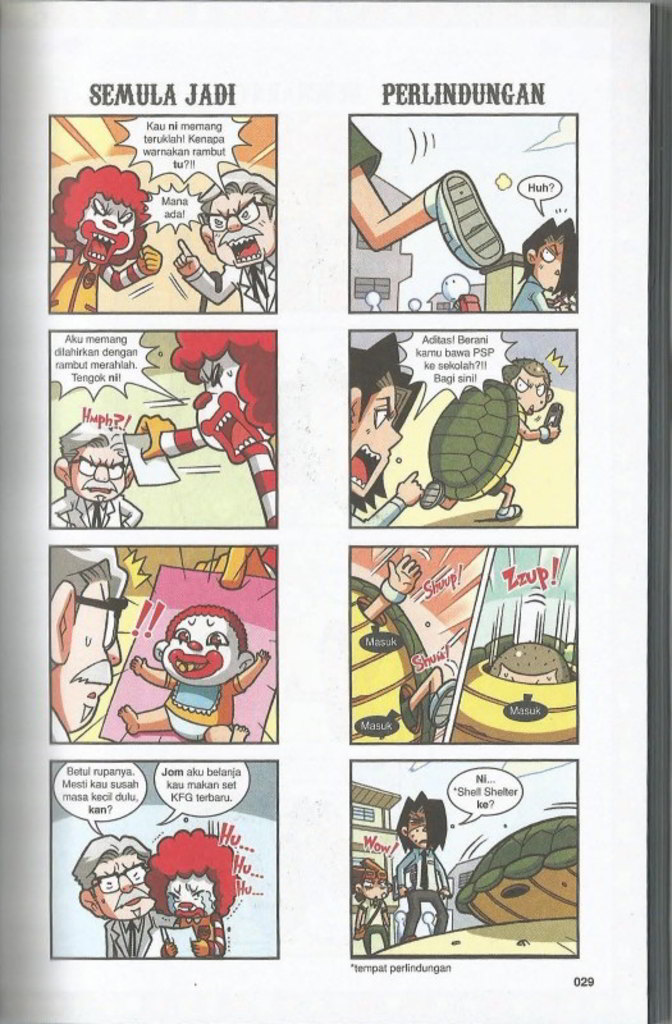 SEMULA JADI
Kau ni memang
teruklah! Kenapa
warnakan rambut
tu?!!
Mana
ada!
Aku memang
dilahirkan dengan
rambut merahlah.
Tengok ni!
Hmph?!
!!
Betul rupanya.
Mesti kau susah
masa kecil dulu,
kan?
Jom aku belanja
kau makan set
KFG terbaru.
Hu...
Hu...
Hu...
PERLINDUNGAN
Huh?
Aditas! Berani
kamu bawa PSP
ke sekolah?!!
Bagi sini!
Shuup!
Masuk
Shuuk!
Masuk
Zzup!
Masuk
Ni...
*Shell Shelter
ke?
Wow!
*tempat perlindungan
029